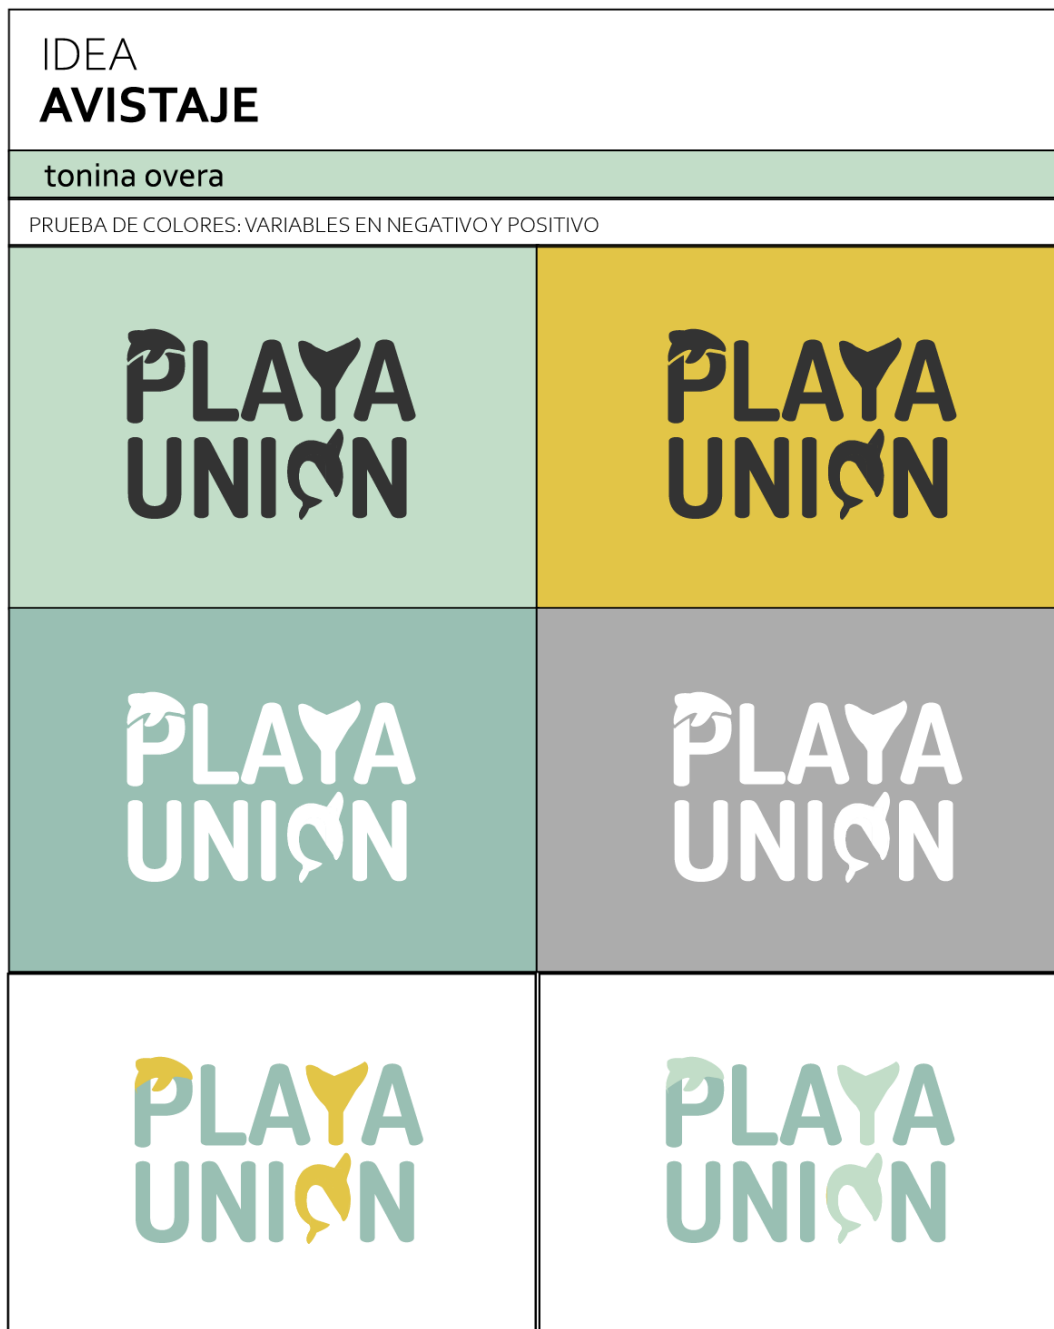 IDEA
AVISTAJE
tonina overa
PRUEBA DE COLORES: VARIABLES EN NEGATIVO Y POSITIVO
PLAYA
UNION
PLAYA
UNION
PLAYA
UNION
PLAYA
UNION
PLAYA
UNION
PLAYA
UNION